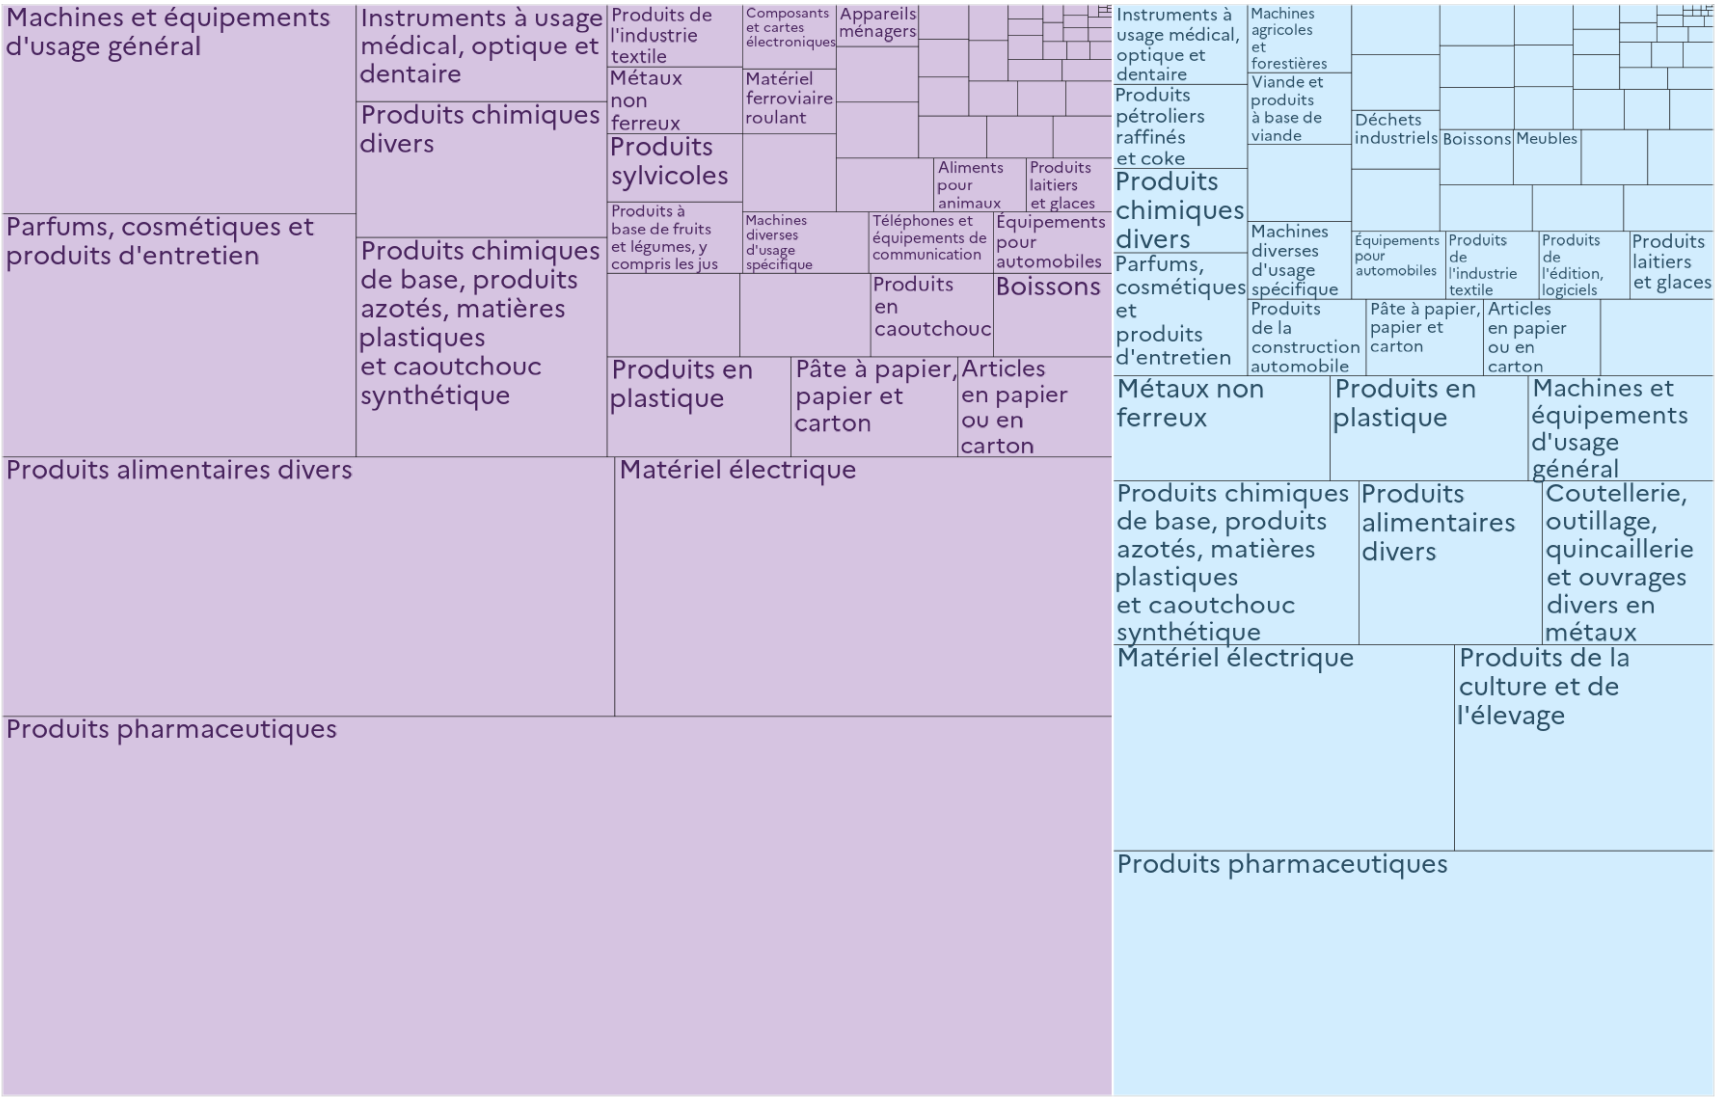 Machines et équipements
d'usage général
Parfums, cosmétiques et
produits d'entretien
Instruments à usage
médical, optique et
dentaire
Produits chimiques
divers
Produits chimiques
de base, produits
azotés, matières
plastiques
et caoutchouc
synthétique
Produits de
l'industrie
textile
Métaux
non
ferreux
Produits
sylvicoles
Produits à
base de fruits
et légumes, y
compris les jus
Composants
et cartes
électroniques
Matériel
ferroviaire
roulant
Appareils
ménagers
Aliments
pour
animaux
Produits
laitiers
et glaces
Machines
diverses
d'usage
spécifique
Téléphones et
équipements de
communication
Équipements
pour
automobiles
Produits
en
caoutchouc
Boissons
Produits en
plastique
Pâte à papier,
papier et
carton
Articles
en papier
ou en
carton
Produits alimentaires divers
Matériel électrique
Produits pharmaceutiques
Instruments à
usage médical,
optique et
dentaire
Produits
pétroliers
raffinés
et coke
Produits
chimiques
divers
Parfums,
cosmétiques
et
produits
d'entretien
Machines
agricoles
et
forestières
Viande et
produits
à base de
viande
Machines
diverses
d'usage
spécifique
Déchets
industriels
Boissons
Meubles
Équipements
pour
automobiles
Produits
de
l'industrie
textile
Produits
de
l'édition,
logiciels
Produits
laitiers
et glaces
Produits
de la
construction
automobile
Pâte à papier,
papier et
carton
Articles
en papier
ou en
carton
Métaux non
ferreux
Produits en
plastique
Machines et
équipements
d'usage
général
Produits chimiques
de base, produits
azotés, matières
plastiques
et caoutchouc
synthétique
Produits
alimentaires
divers
Coutellerie,
outillage,
quincaillerie
et ouvrages
divers en
métaux
Matériel électrique
Produits de la
culture et de
l'élevage
Produits pharmaceutiques